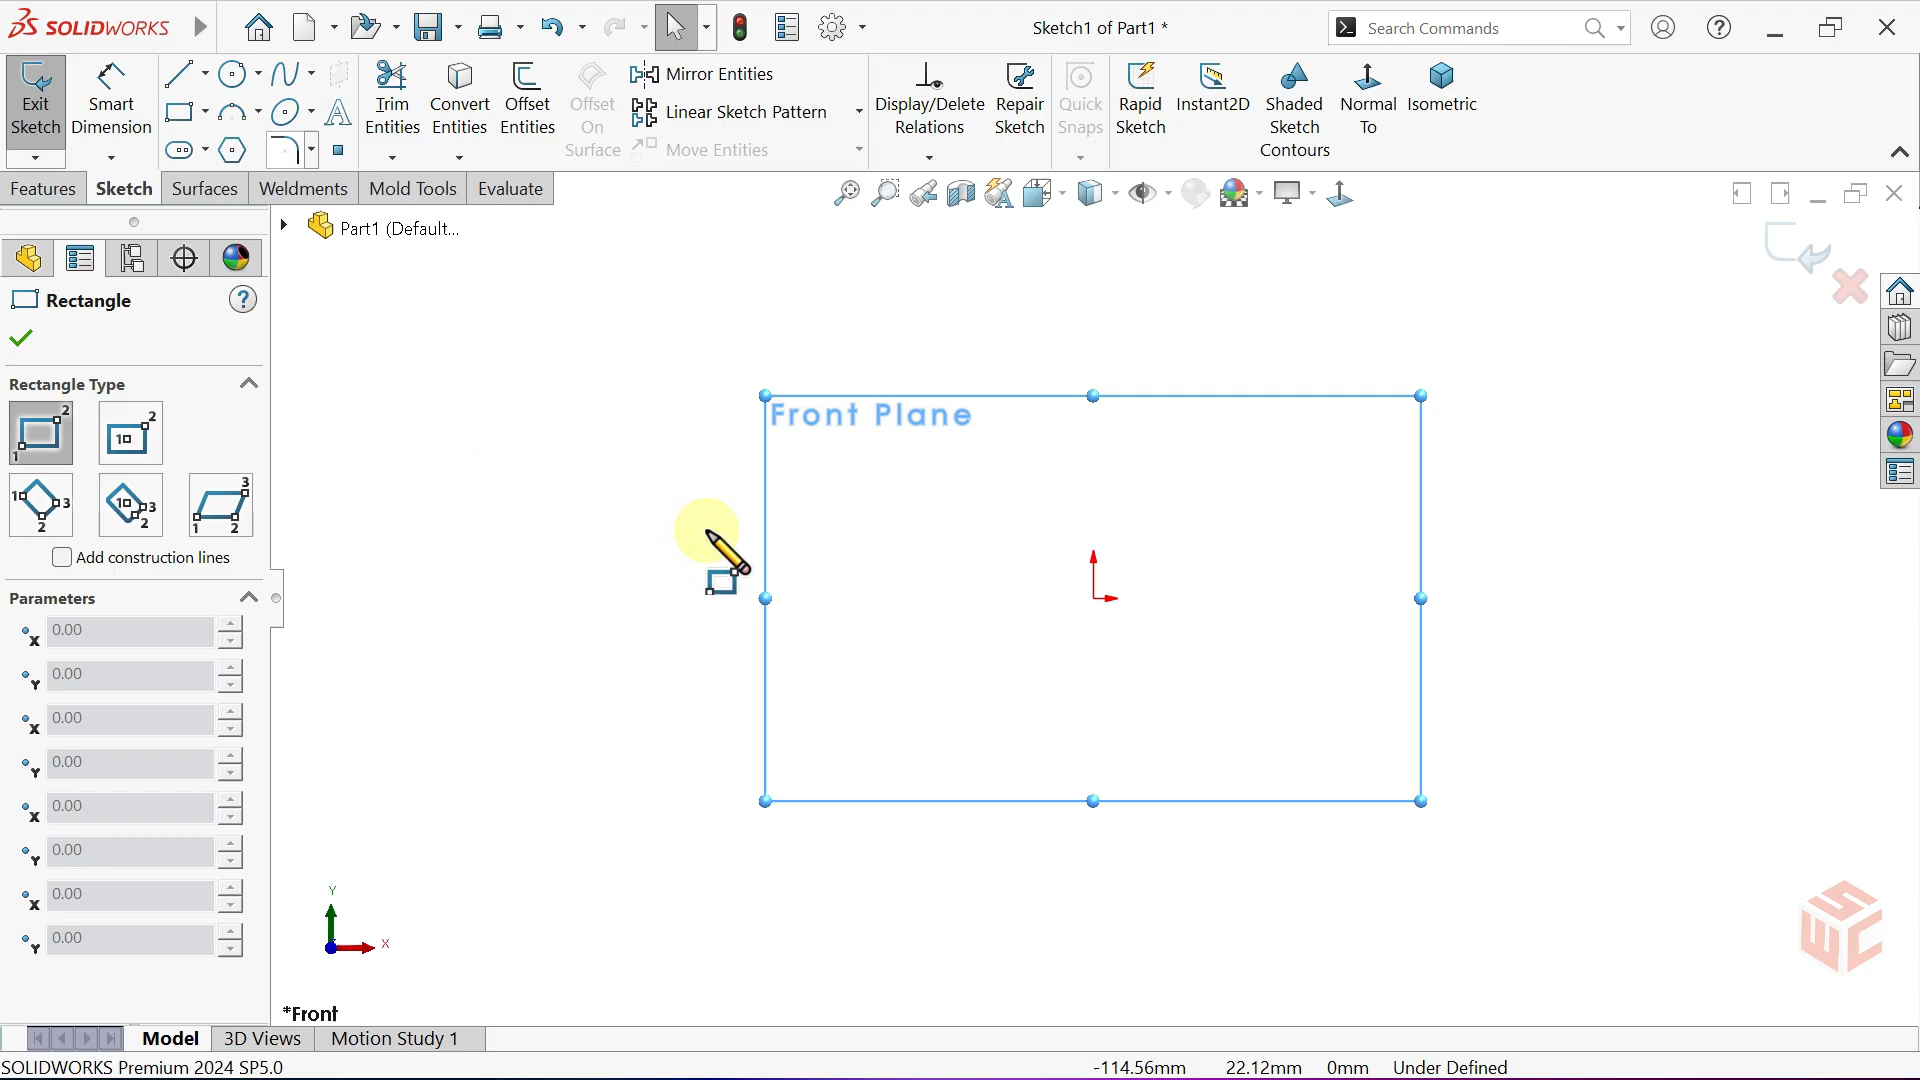 SOLIDWORKS
Sketch1 of Part1 *
Search Commands
Exit Sketch
Smart Dimension
Trim Entities
Convert Entities
Offset Entities
Offset On Surface
Mirror Entities
Linear Sketch Pattern
Move Entities
Display/Delete Relations
Repair Sketch
Quick Snaps
Rapid Sketch
Instant2D
Shaded Sketch Contours
Normal To
Isometric
Features
Sketch
Surfaces
Weldments
Mold Tools
Evaluate
Part1 (Default...
Rectangle
Rectangle Type
Add construction lines
Parameters
X 0.00
Y 0.00
X 0.00
Y 0.00
X 0.00
Y 0.00
X 0.00
Y 0.00
Front Plane
Y
X
*Front
SWC
Model
3D Views
Motion Study 1
SOLIDWORKS Premium 2024 SP5.0
-114.56mm
22.12mm
0mm
Under Defined